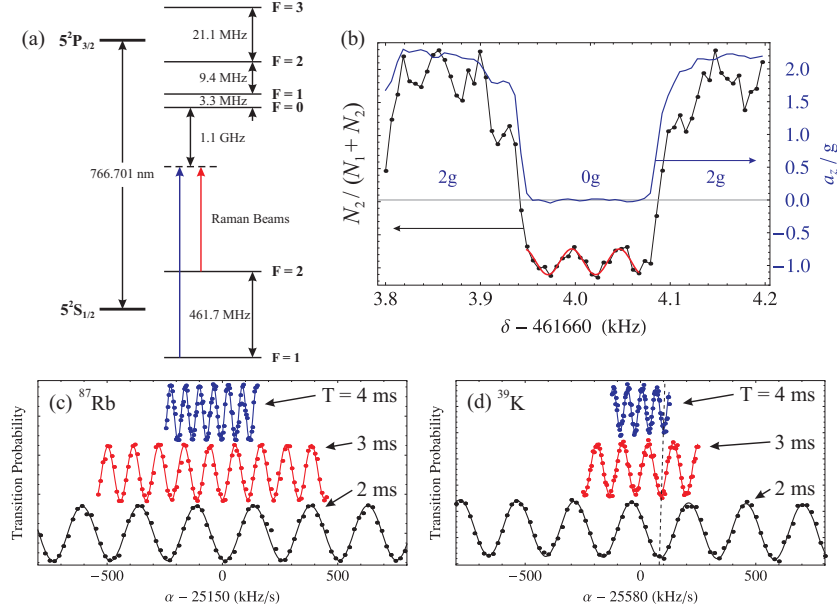 (a)
5²P3/2
F = 3
21.1 MHz
F = 2
9.4 MHz
F = 1
3.3 MHz
F = 0
1.1 GHz
766.701 nm
Raman Beams
F = 2
461.7 MHz
5²S1/2
F = 1
(b)
N₂ / (N₁ + N₂)
2g
0g
2g
2.0
1.5
1.0
0.5
0.0
−0.5
−1.0
a_z / g
3.8
3.9
4.0
4.1
4.2
δ − 461660 (kHz)
(c) ⁸⁷Rb
T = 4 ms
3 ms
2 ms
Transition Probability
−500
0
500
α − 25150 (kHz/s)
(d) ³⁹K
T = 4 ms
3 ms
2 ms
Transition Probability
−500
0
500
α − 25580 (kHz/s)